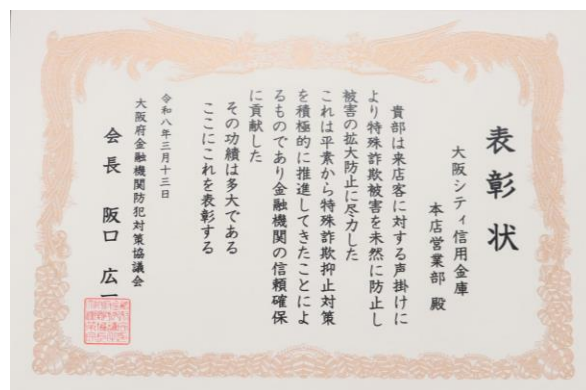 表彰状
大阪シティ信用金庫
本店営業部 殿
貴部は来店客に対する声掛けに
より特殊詐欺被害を未然に防止し
被害の拡大防止に尽力した
これは平素から特殊詐欺抑止対策
を積極的に推進してきたことによ
るものであり金融機関の信頼確保
に貢献した
その功績は多大である
ここにこれを表彰する
令和八年三月十三日
大阪府金融機関防犯対策協議会
会長 阪口 広一